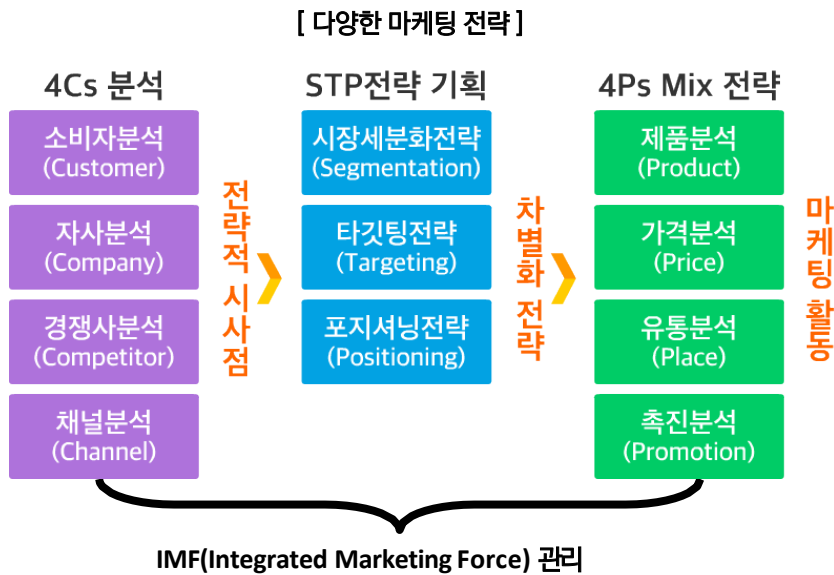 [ 다양한 마케팅 전략 ]
4Cs 분석
소비자분석
(Customer)
자사분석
(Company)
경쟁사분석
(Competitor)
채널분석
(Channel)
전략적 시사점
STP전략 기획
시장세분화전략
(Segmentation)
타깃팅전략
(Targeting)
포지셔닝전략
(Positioning)
차별화 전략
4Ps Mix 전략
제품분석
(Product)
가격분석
(Price)
유통분석
(Place)
촉진분석
(Promotion)
마케팅 활동
IMF(Integrated Marketing Force) 관리